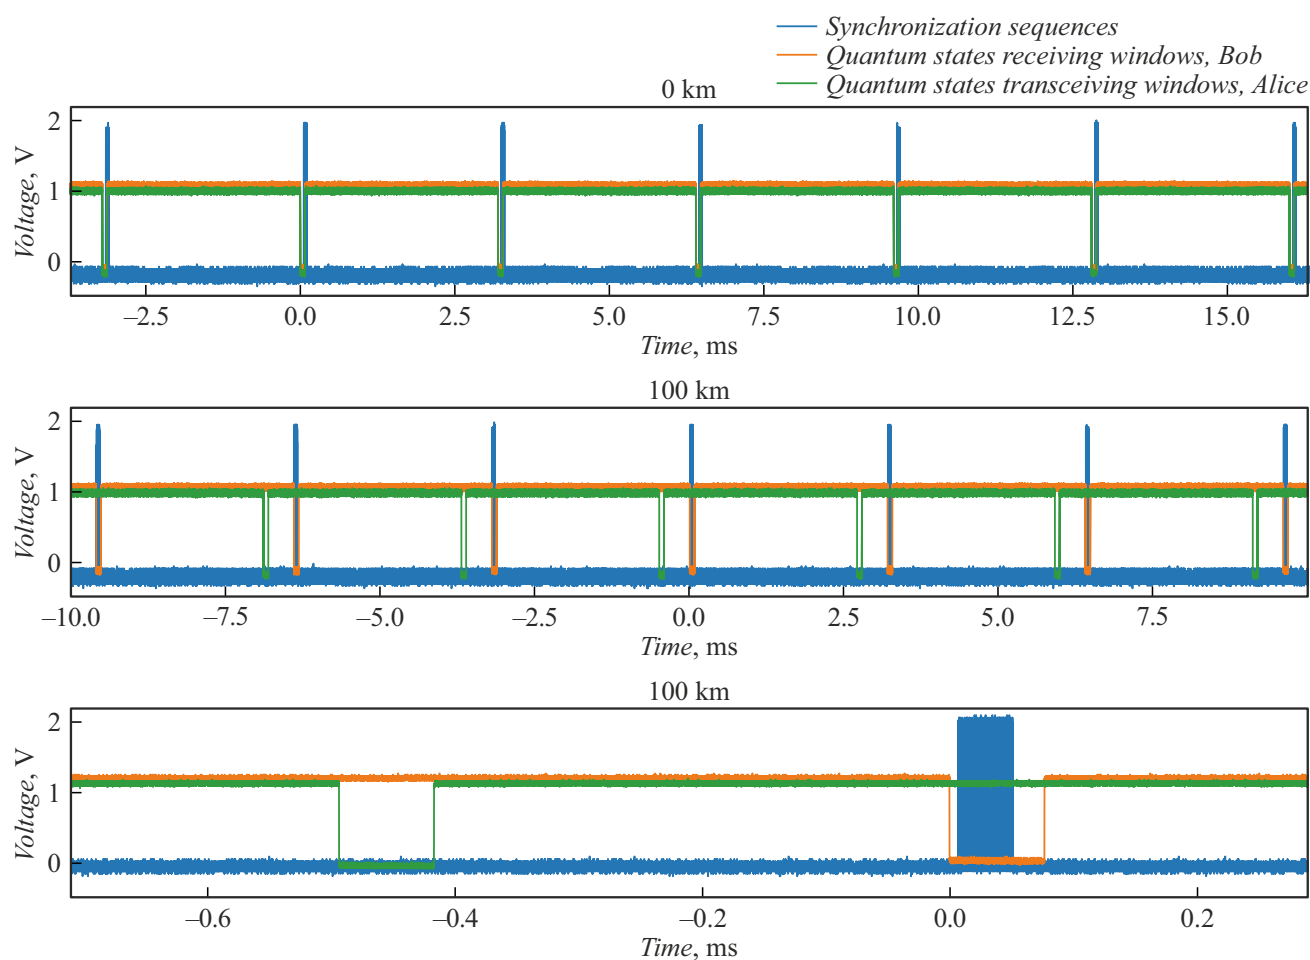 Synchronization sequences
Quantum states receiving windows, Bob
Quantum states transceiving windows, Alice
0 km
2
1
0
Voltage, V
–2.5 0.0 2.5 5.0 7.5 10.0 12.5 15.0
Time, ms
100 km
2
1
0
Voltage, V
–10.0 –7.5 –5.0 –2.5 0.0 2.5 5.0 7.5
Time, ms
100 km
2
1
0
Voltage, V
–0.6 –0.4 –0.2 0.0 0.2
Time, ms